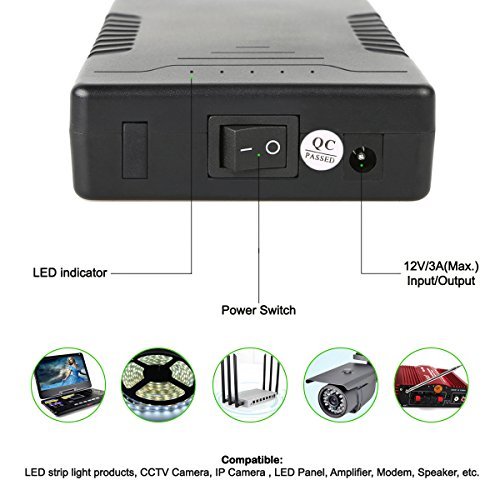 QC
PASSED
LED indicator
Power Switch
12V/3A(Max.)
Input/Output
Compatible:
LED strip light products, CCTV Camera, IP Camera , LED Panel, Amplifier, Modem, Speaker, etc.